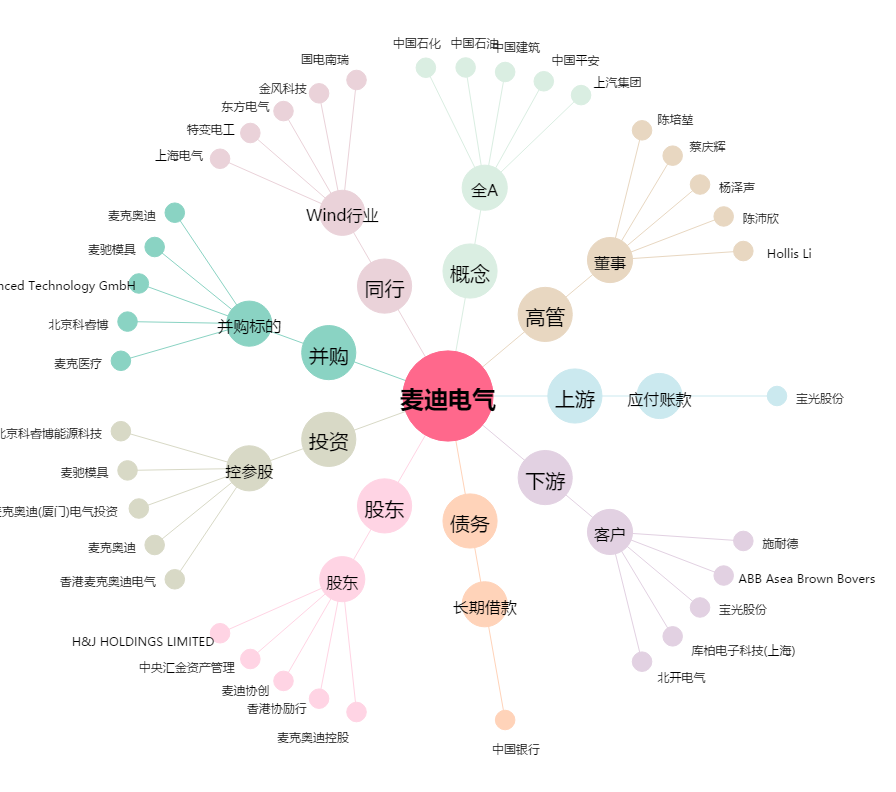 中国石化
中国石油
中国建筑
国电南瑞
中国平安
金风科技
上汽集团
东方电气
陈培堃
特变电工
蔡庆辉
上海电气
全A
杨泽声
麦克奥迪
Wind行业
陈沛欣
麦驰模具
Hollis Li
董事
概念
nced Technology GmbH
同行
高管
北京科睿博
并购标的
并购
麦克医疗
麦迪电气
上游
应付账款
宝光股份
北京科睿博能源科技
投资
麦驰模具
控参股
下游
麦克奥迪(厦门)电气投资
股东
债务
客户
施耐德
麦克奥迪
香港麦克奥迪电气
股东
ABB Asea Brown Bovers
长期借款
宝光股份
H&J HOLDINGS LIMITED
库柏电子科技(上海)
中央汇金资产管理
北开电气
麦迪协创
香港协励行
麦克奥迪控股
中国银行